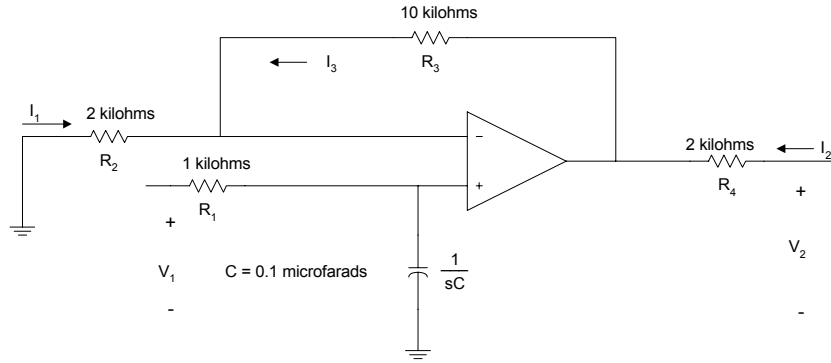 10 kilohms
I3
R3
I1
2 kilohms
R2
−
2 kilohms
I2
R4
1 kilohms
R1
+
+
+
V1
C = 0.1 microfarads
1
sC
V2
-
-